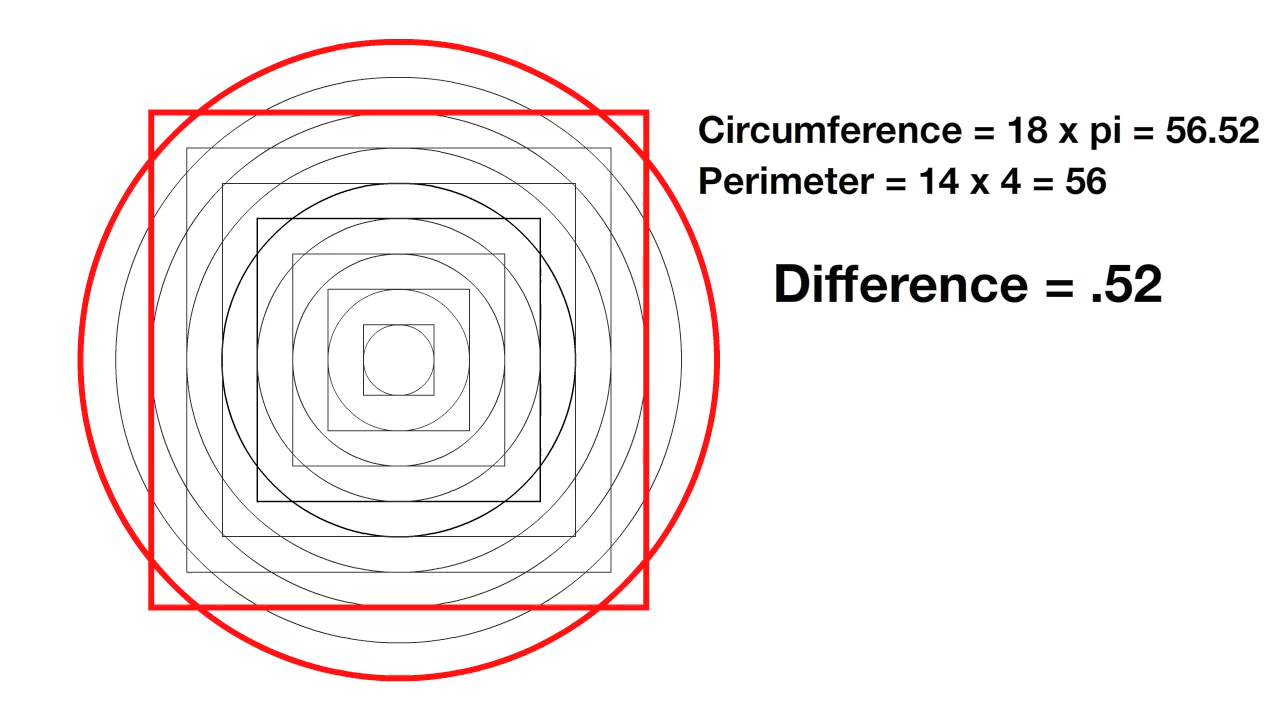 Circumference = 18 x pi = 56.52
Perimeter = 14 x 4 = 56
Difference = .52